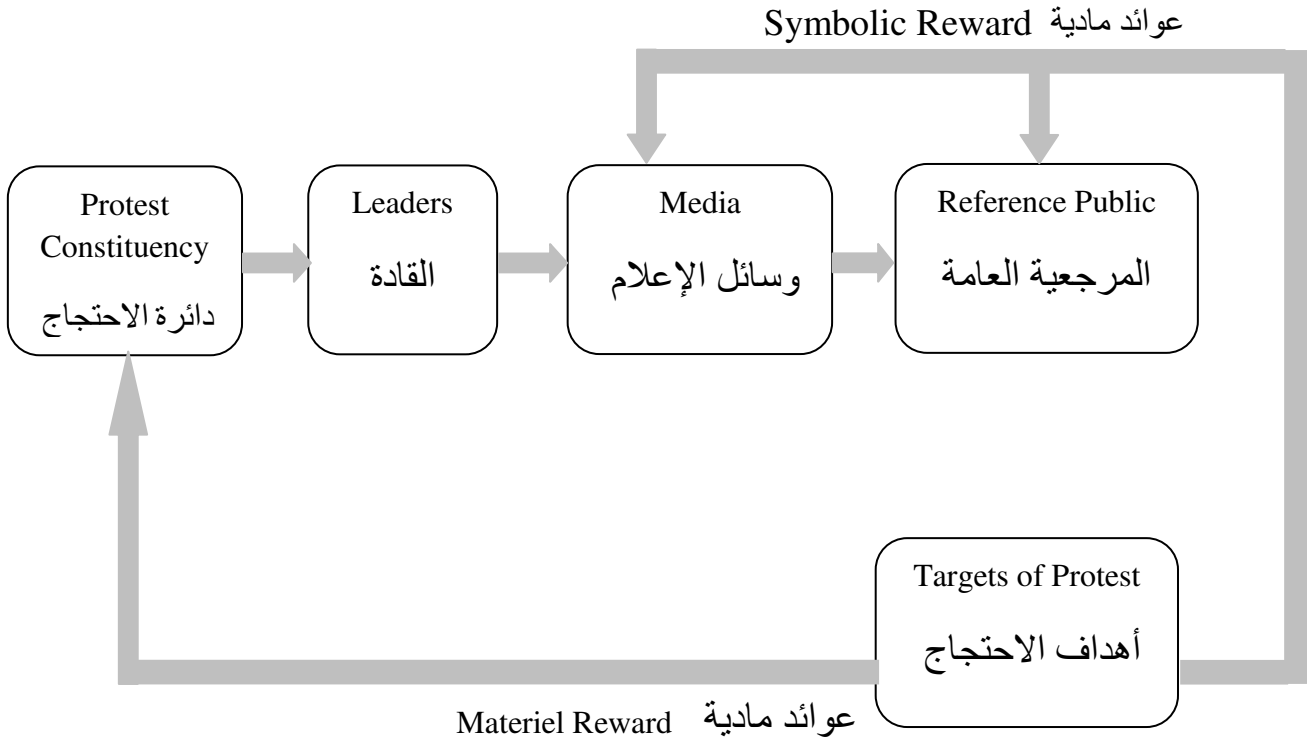 Symbolic Reward عوائد مادية
Protest
Constituency
دائرة الاحتجاج
Leaders
القادة
Media
وسائل الإعلام
Reference Public
المرجعية العامة
Targets of Protest
أهداف الاحتجاج
Materiel Reward عوائد مادية